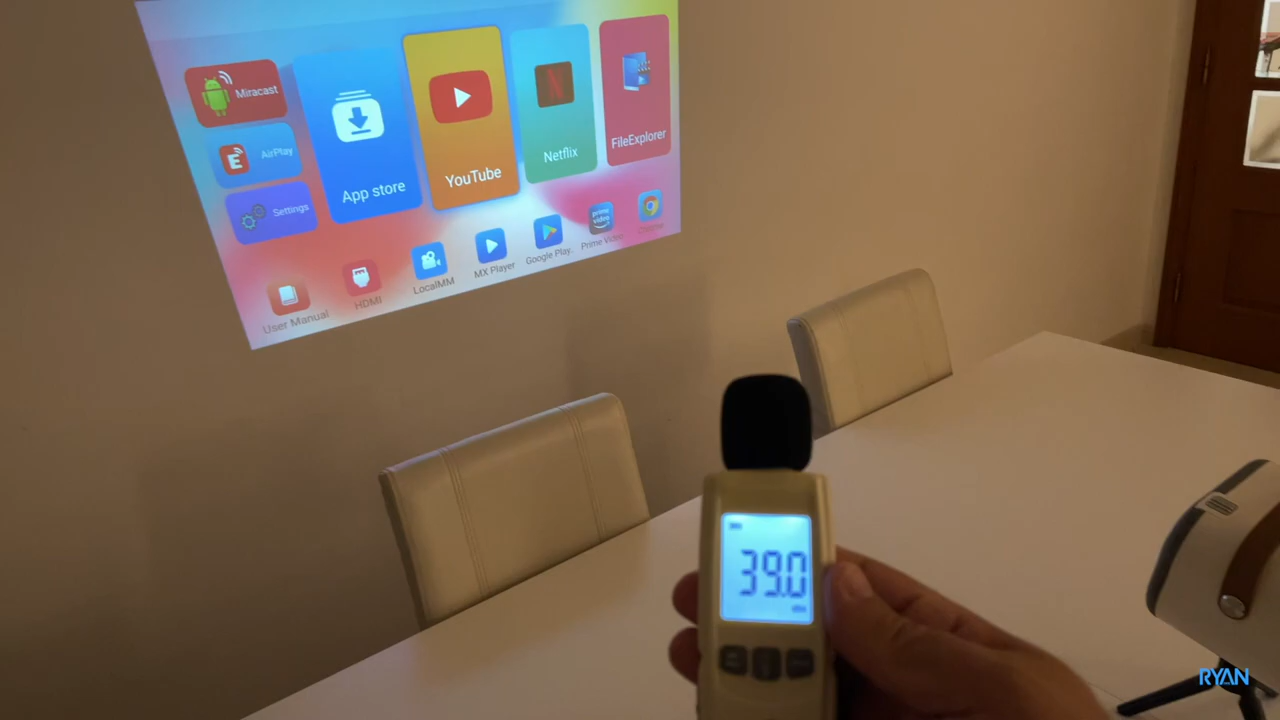 Miracast
AirPlay
Settings
App store
YouTube
Netflix
FileExplorer
User Manual
HDMI
LocalMM
MX Player
Google Play.
prime video
Prime Video
39.0
RYAN